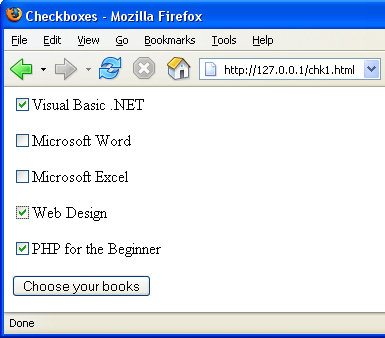 Checkboxes - Mozilla Firefox
File Edit View Go Bookmarks Tools Help
http://127.0.0.1/chk1.html
Visual Basic .NET
Microsoft Word
Microsoft Excel
Web Design
PHP for the Beginner
Choose your books
Done